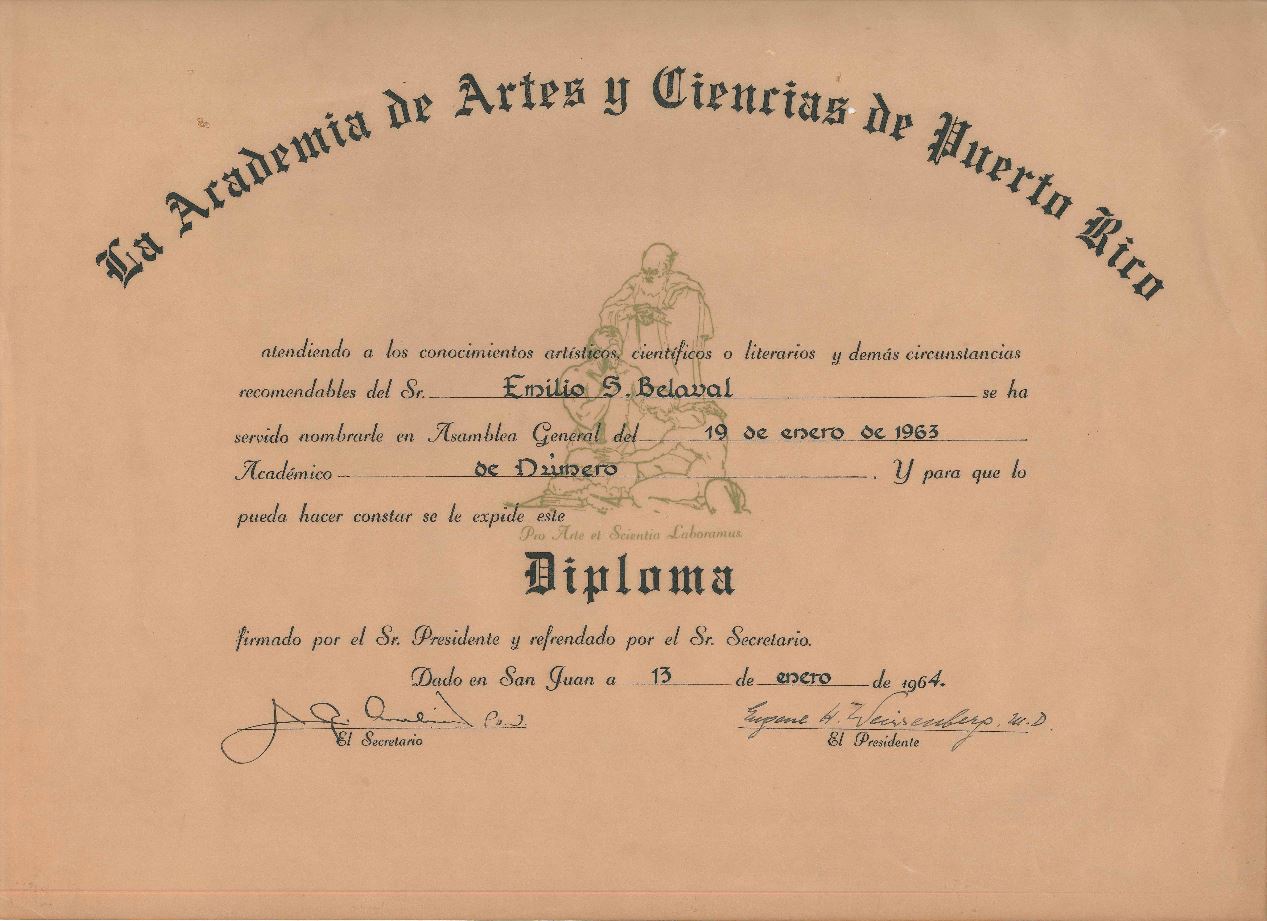 La Academia de Artes y Ciencias de Puerto Rico
atendiendo a los conocimientos artísticos, científicos o literarios y demás circunstancias
recomendables del Sr. Emilio S. Belaval se ha
servido nombrarle en Asamblea General del 19 de enero de 1963
Académico de Número. Y para que lo
pueda hacer constar se le expide este
Pro Arte et Scientia Laboramus.
Diploma
firmado por el Sr. Presidente y refrendado por el Sr. Secretario.
Dado en San Juan a 13 de enero de 1964.
Eugene H. Weissenberg, M.D.
El Secretario El Presidente